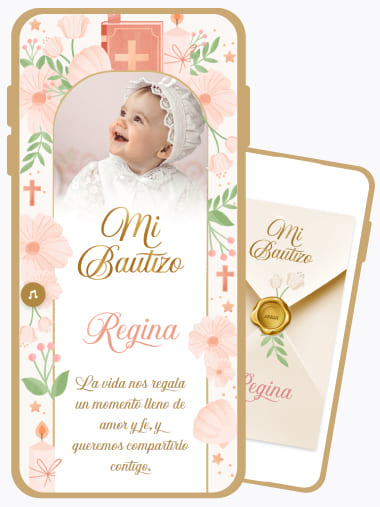 Mi
Bautizo
Regina
La vida nos regala
un momento lleno de
amor y fe, y
queremos compartirlo
contigo.
Mi
Bautizo
Regina